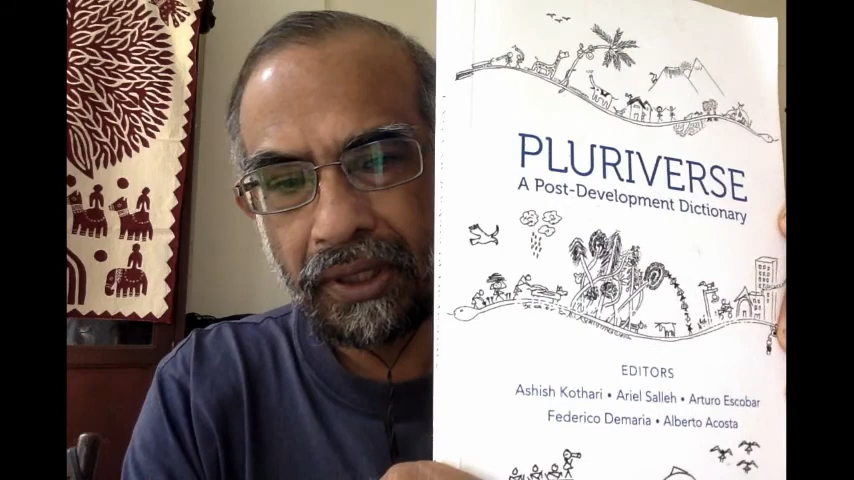 PLURIVERSE
A Post-Development Dictionary
EDITORS
Ashish Kothari • Ariel Salleh • Arturo Escobar
Federico Demaria • Alberto Acosta